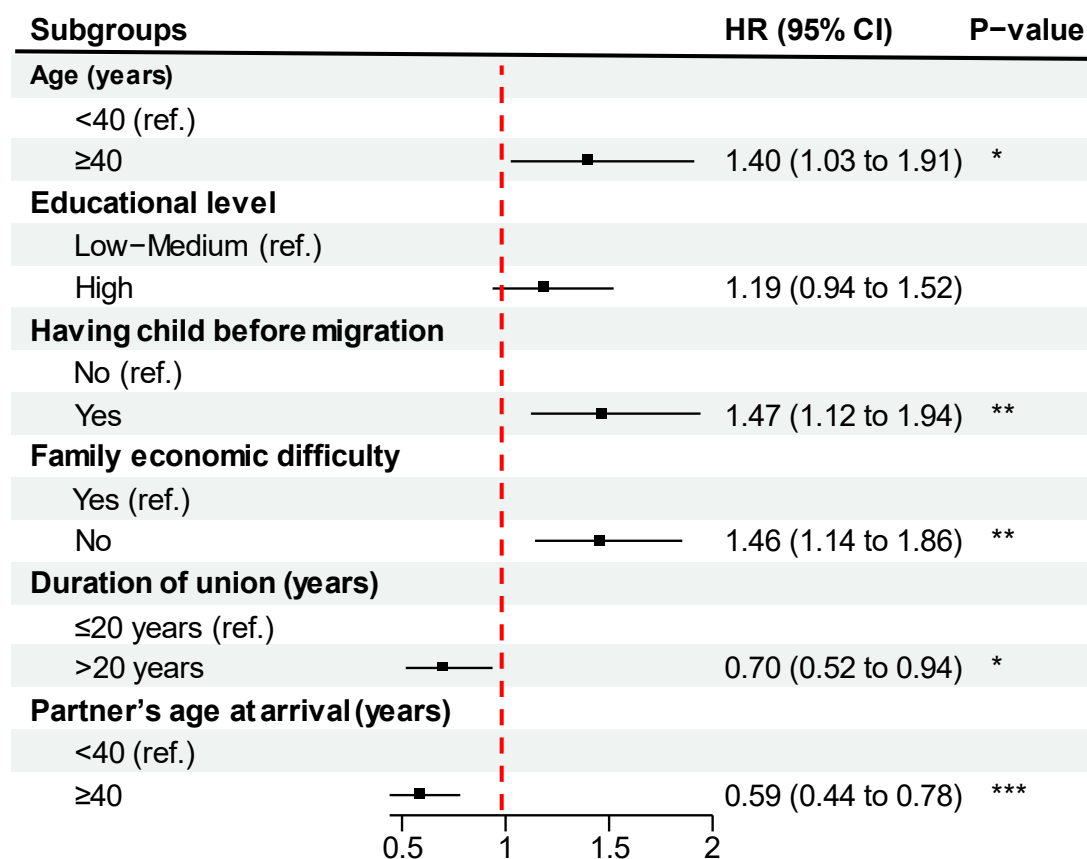 Subgroups HR (95% CI) P−value
Age (years)
<40 (ref.)
≥40 1.40 (1.03 to 1.91) *
Educational level
Low−Medium (ref.)
High 1.19 (0.94 to 1.52)
Having child before migration
No (ref.)
Yes 1.47 (1.12 to 1.94) **
Family economic difficulty
Yes (ref.)
No 1.46 (1.14 to 1.86) **
Duration of union (years)
≤20 years (ref.)
>20 years 0.70 (0.52 to 0.94) *
Partner’s age at arrival (years)
<40 (ref.)
≥40 0.59 (0.44 to 0.78) ***
0.5 1 1.5 2